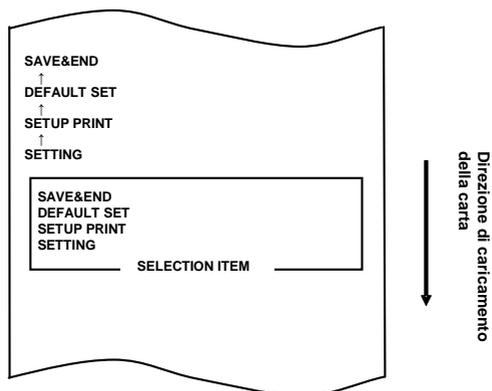 SAVE&END
↑
DEFAULT SET
↑
SETUP PRINT
↑
SETTING
SAVE&END
DEFAULT SET
SETUP PRINT
SETTING
SELECTION ITEM
Direzione di caricamento
della carta